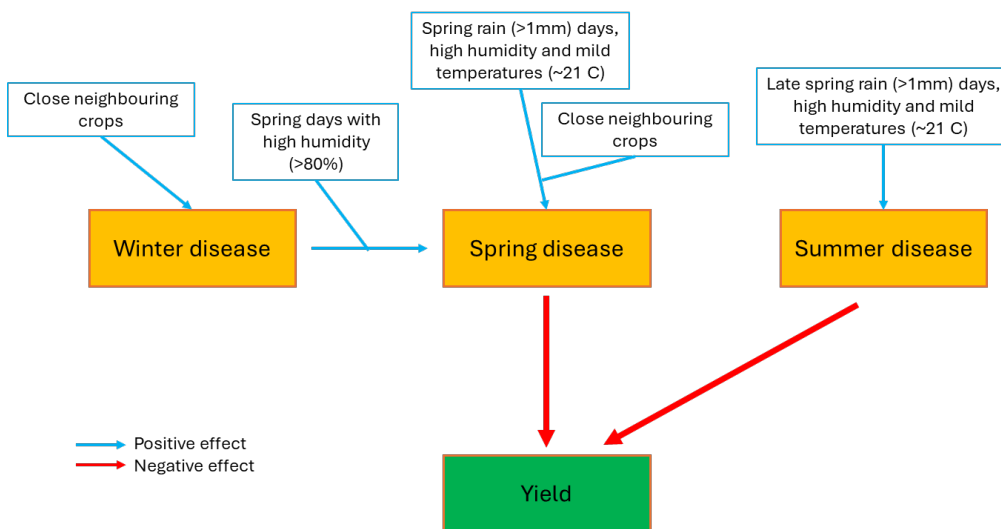 Spring rain (>1mm) days,
high humidity and mild
temperatures (~21 C)
Late spring rain (>1mm) days,
high humidity and mild
temperatures (~21 C)
Close neighbouring
crops
Spring days with
high humidity
(>80%)
Close neighbouring
crops
Winter disease
Spring disease
Summer disease
Positive effect
Negative effect
Yield